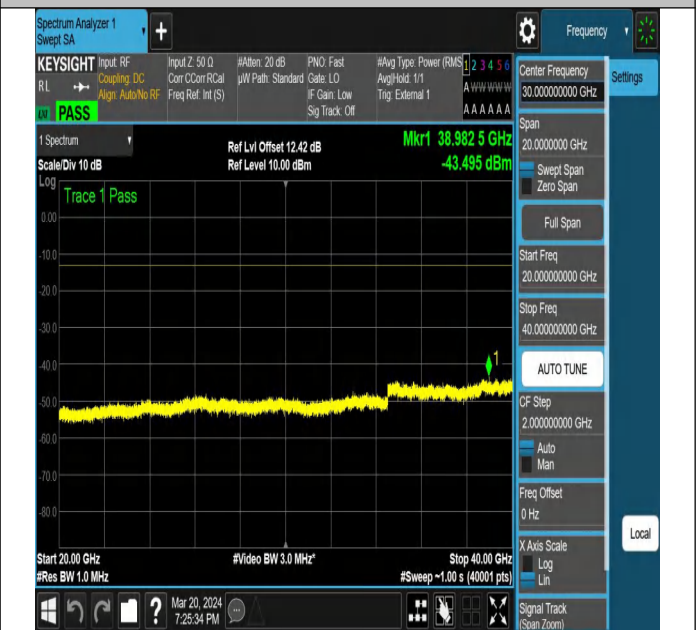 Spectrum Analyzer 1
Swept SA
+
Frequency
KEYSIGHT
RL
LXI
PASS
Input: RF
Coupling: DC
Align: Auto/No RF
Input Z: 50 Ω
Corr CCorr RCal
Freq Ref: Int (S)
#Atten: 20 dB
µW Path: Standard
PNO: Fast
Gate: LO
IF Gain: Low
Sig Track: Off
#Avg Type: Power (RMS
Avg|Hold: 1/1
Trig: External 1
1 2 3 4 5 6
A W W W W W
A A A A A A
1 Spectrum
Scale/Div 10 dB
Log
Ref Lvl Offset 12.42 dB
Ref Level 10.00 dBm
Mkr1 38.982 5 GHz
-43.495 dBm
Trace 1 Pass
0.00
-10.0
-20.0
-30.0
-40.0
-50.0
-60.0
-70.0
-80.0
1
Start 20.00 GHz
#Res BW 1.0 MHz
#Video BW 3.0 MHz*
Stop 40.00 GHz
#Sweep ~1.00 s (40001 pts)
Center Frequency
30.000000000 GHz
Settings
Span
20.0000000 GHz
Swept Span
Zero Span
Full Span
Start Freq
20.000000000 GHz
Stop Freq
40.000000000 GHz
AUTO TUNE
CF Step
2.000000000 GHz
Auto
Man
Freq Offset
0 Hz
X Axis Scale
Log
Lin
Local
Signal Track
(Span Zoom)
?
Mar 20, 2024
7:25:34 PM